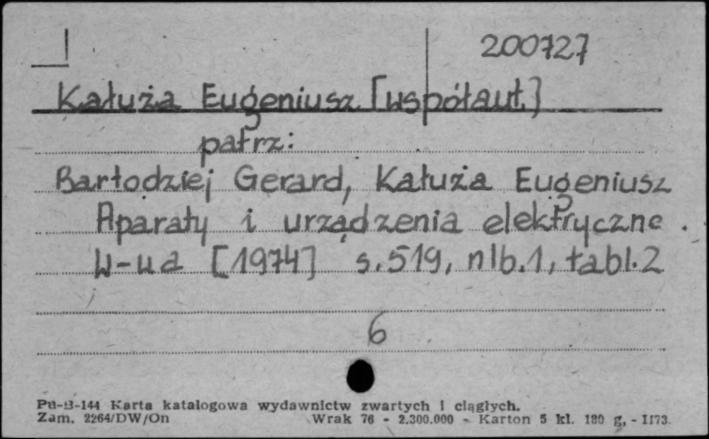 200727
Kałuża Eugeniusz [współaut.]
patrz:
Bartodziej Gerard, Kałuża Eugeniusz
Aparaty i urządzenia elektryczne.
W-wa [1974] s.519, nlb.1, tabl.2
6
Pu-B-144 Karta katalogowa wydawnictw zwartych i ciągłych.
Zam. 2264/DW/On Wrak 76 - 2.300.000 - Karton 5 kl. 180 g, - II73.